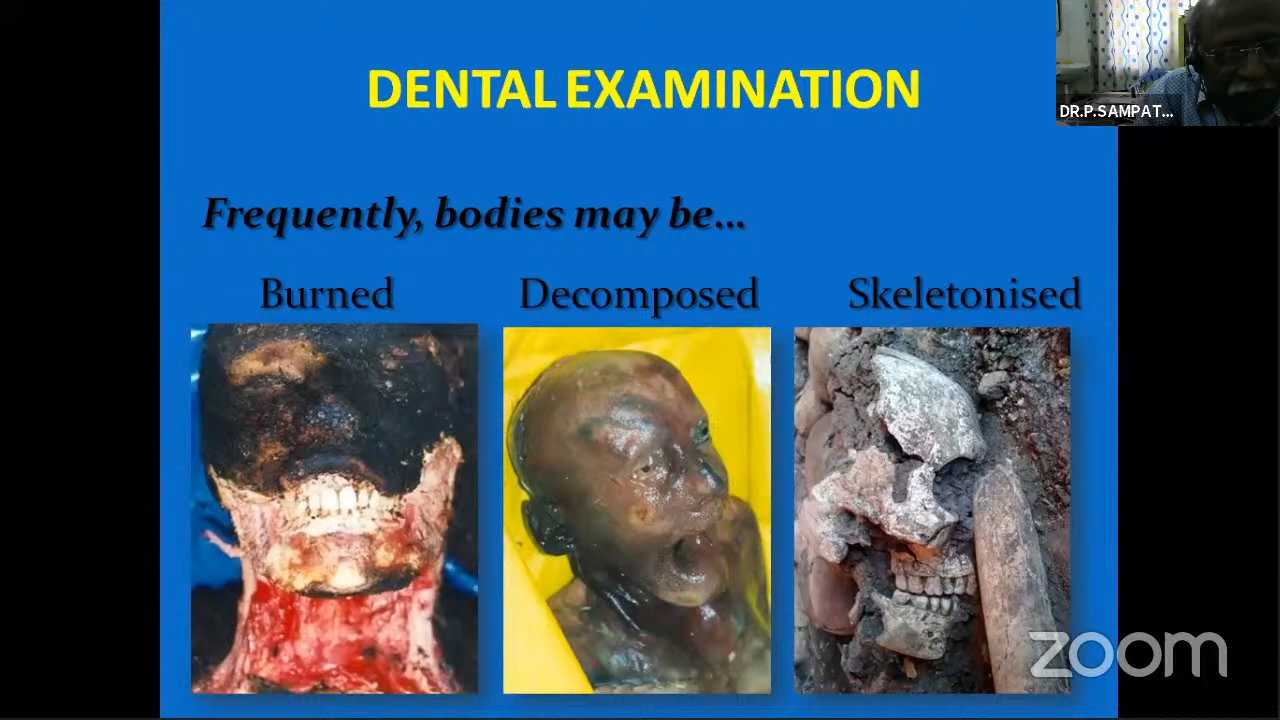 DENTAL EXAMINATION
DR.P.SAMPAT...
Frequently, bodies may be...
Burned
Decomposed
Skeletonised
zoom